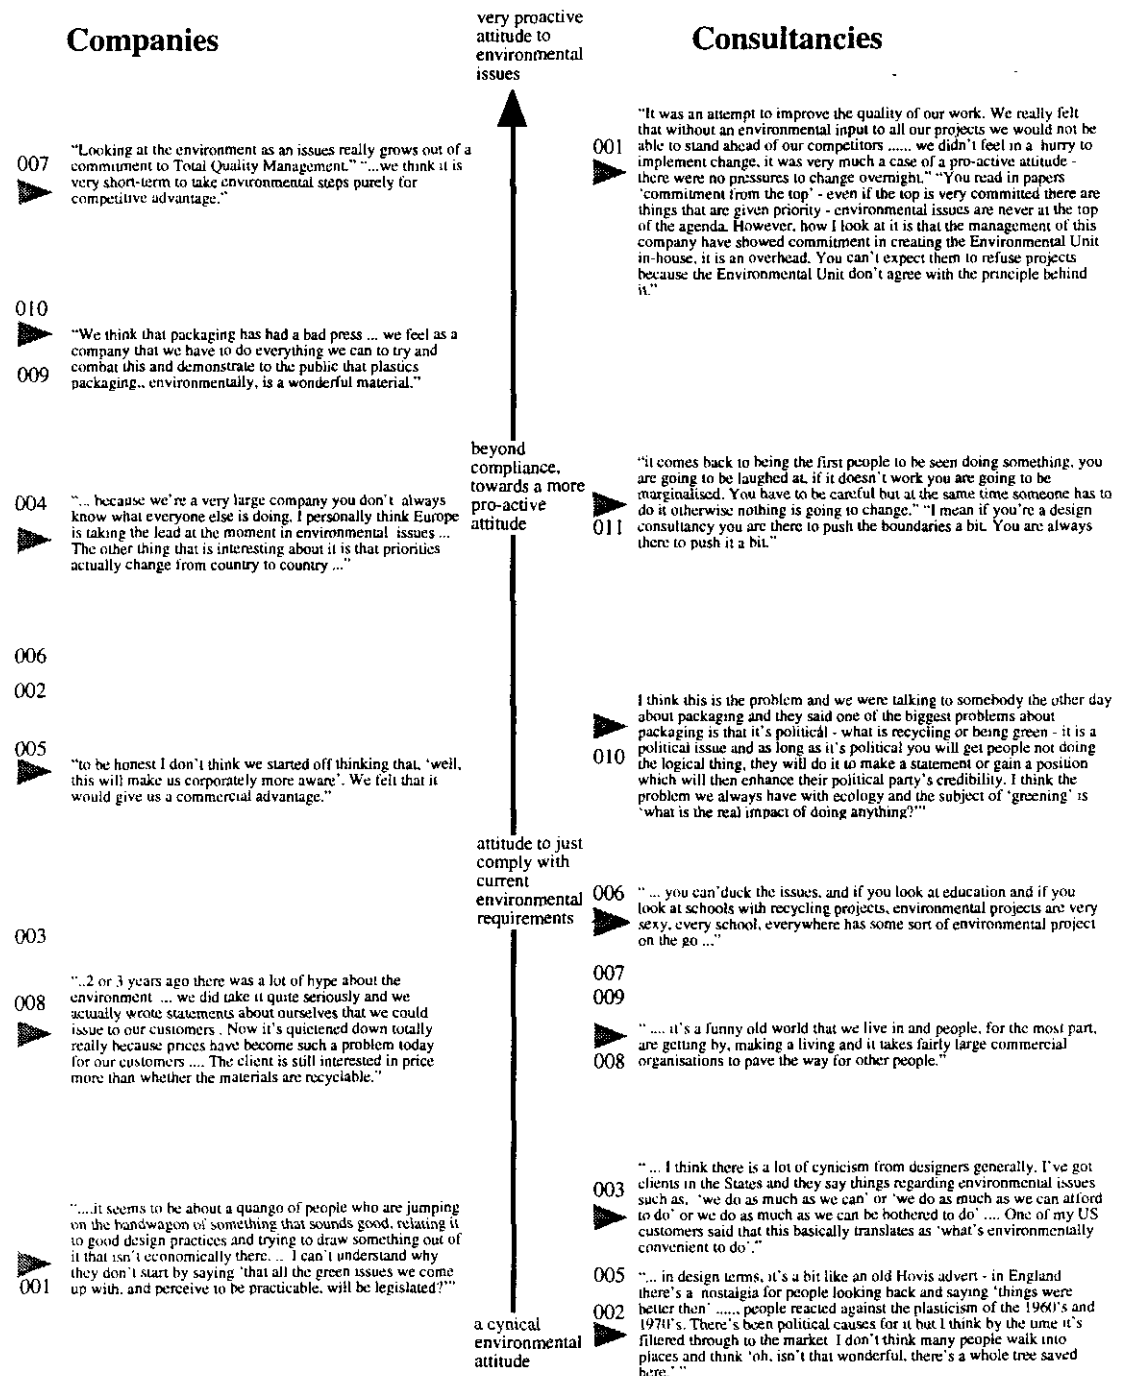 very proactive
attitude to
environmental
issues
Companies
Consultancies
007
"Looking at the environment as an issues really grows out of a
commitment to Total Quality Management." "...we think it is
very short-term to take environmental steps purely for
competitive advantage."
010
"We think that packaging has had a bad press ... we feel as a
company that we have to do everything we can to try and
combat this and demonstrate to the public that plastics
packaging., environmentally, is a wonderful material."
009
004
"... because we're a very large company you don't always
know what everyone else is doing. I personally think Europe
is taking the lead at the moment in environmental issues ...
The other thing that is interesting about it is that priorities
actually change from country to country ..."
006
002
005
"to be honest I don't think we started off thinking that, 'well,
this will make us corporately more aware'. We felt that it
would give us a commercial advantage."
003
008
"..2 or 3 years ago there was a lot of hype about the
environment ... we did take it quite seriously and we
actually wrote statements about ourselves that we could
issue to our customers . Now it's quietened down totally
really because prices have become such a problem today
for our customers .... The client is still interested in price
more than whether the materials are recyclable."
"....it seems to be about a quango of people who are jumping
on the bandwagon of something that sounds good, relating it
to good design practices and trying to draw something out of
it that isn't economically there. .. I can't understand why
they don't start by saying 'that all the green issues we come
up with, and perceive to be practicable, will be legislated?'"
001
beyond
compliance,
towards a more
pro-active
attitude
attitude to just
comply with
current
environmental
requirements
a cynical
environmental
attitude
001
"It was an attempt to improve the quality of our work. We really felt
that without an environmental input to all our projects we would not be
able to stand ahead of our competitors ...... we didn't feel in a hurry to
implement change, it was very much a case of a pro-active attitude -
there were no pressures to change overnight." "You read in papers
'commitment from the top' - even if the top is very committed there are
things that are given priority - environmental issues are never at the top
of the agenda. However, how I look at it is that the management of this
company have showed commitment in creating the Environmental Unit
in-house, it is an overhead. You can't expect them to refuse projects
because the Environmental Unit don't agree with the principle behind
it."
"it comes back to being the first people to be seen doing something, you
are going to be laughed at, if it doesn't work you are going to be
marginalised. You have to be careful but at the same time someone has to
do it otherwise nothing is going to change." "I mean if you're a design
consultancy you are there to push the boundaries a bit. You are always
there to push it a bit."
011
I think this is the problem and we were talking to somebody the other day
about packaging and they said one of the biggest problems about
packaging is that it's political - what is recycling or being green - it is a
political issue and as long as it's political you will get people not doing
the logical thing, they will do it to make a statement or gain a position
which will then enhance their political party's credibility. I think the
problem we always have with ecology and the subject of 'greening' is
'what is the real impact of doing anything?'"
010
006
" ... you can'duck the issues, and if you look at education and if you
look at schools with recycling projects, environmental projects are very
sexy, every school, everywhere has some sort of environmental project
on the go ..."
007
009
" .... it's a funny old world that we live in and people, for the most part,
are getting by, making a living and it takes fairly large commercial
organisations to pave the way for other people."
008
003
" ... I think there is a lot of cynicism from designers generally. I've got
clients in the States and they say things regarding environmental issues
such as, 'we do as much as we can' or 'we do as much as we can afford
to do' or we do as much as we can be bothered to do' .... One of my US
customers said that this basically translates as 'what's environmentally
convenient to do'."
005
"... in design terms, it's a bit like an old Hovis advert - in England
there's a nostalgia for people looking back and saying 'things were
better then' ......, people reacted against the plasticism of the 1960's and
1970's. There's been political causes for it but I think by the time it's
filtered through to the market I don't think many people walk into
places and think 'oh, isn't that wonderful, there's a whole tree saved
here.' "
002